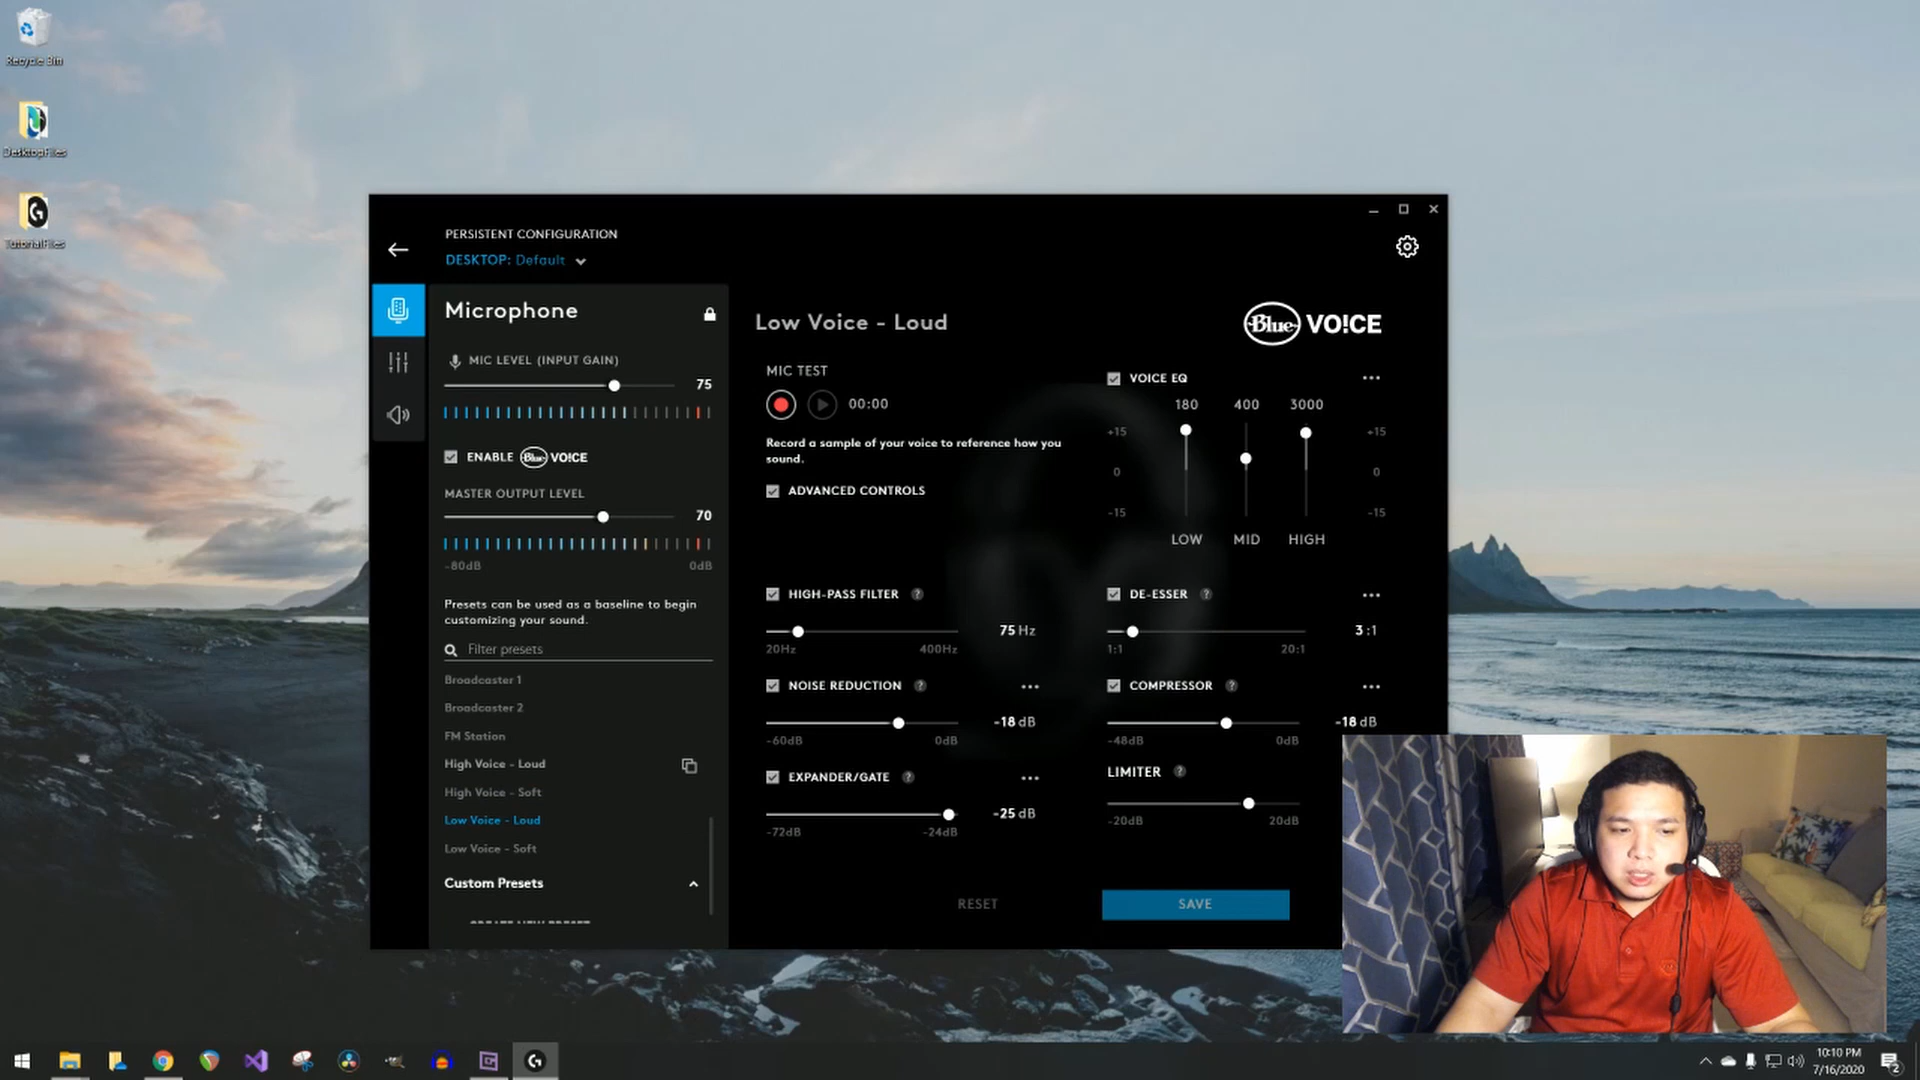 Recycle Bin
DesktopFiles
TutorialFiles
PERSISTENT CONFIGURATION
DESKTOP: Default
Microphone
MIC LEVEL (INPUT GAIN)
75
ENABLE Blue VO!CE
MASTER OUTPUT LEVEL
70
-80dB 0dB
Presets can be used as a baseline to begin
customizing your sound.
Filter presets
Broadcaster 1
Broadcaster 2
FM Station
High Voice - Loud
High Voice - Soft
Low Voice - Loud
Low Voice - Soft
Custom Presets
Low Voice - Loud
Blue VO!CE
MIC TEST
00:00
Record a sample of your voice to reference how you
sound.
ADVANCED CONTROLS
VOICE EQ
180 400 3000
+15 +15
0 0
-15 -15
LOW MID HIGH
HIGH-PASS FILTER ?
75 Hz
20Hz 400Hz
DE-ESSER ?
3 :1
1:1 20:1
NOISE REDUCTION ?
-18 dB
-60dB 0dB
COMPRESSOR ?
-18 dB
-48dB 0dB
EXPANDER/GATE ?
-25 dB
-72dB -24dB
LIMITER ?
-20dB 20dB
RESET
SAVE
10:10 PM
7/16/2020
2